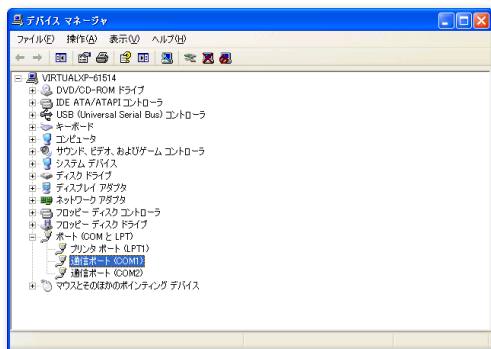 デバイス マネージャ
ファイル(F) 操作(A) 表示(V) ヘルプ(H)
VIRTUALXP-61514
DVD/CD-ROM ドライブ
IDE ATA/ATAPI コントローラ
USB (Universal Serial Bus) コントローラ
キーボード
コンピュータ
サウンド、ビデオ、およびゲーム コントローラ
システム デバイス
ディスク ドライブ
ディスプレイ アダプタ
ネットワーク アダプタ
フロッピー ディスク コントローラ
フロッピー ディスク ドライブ
ポート (COM と LPT)
プリンタ ポート (LPT1)
通信ポート (COM1)
通信ポート (COM2)
マウスとそのほかのポインティング デバイス